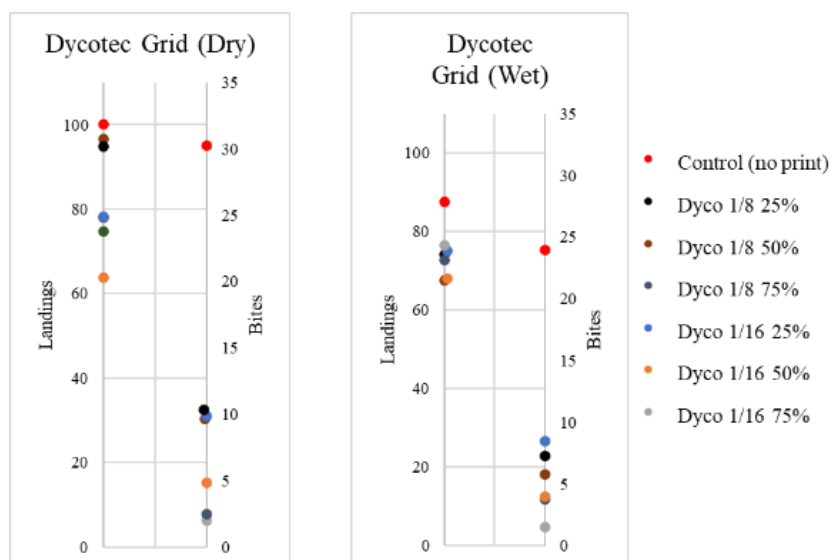 Dycotec Grid (Dry)
35
30
25
20
15
10
5
0
100
80
60
40
20
0
Landings
Bites
Dycotec
Grid (Wet)
35
30
25
20
15
10
5
0
100
80
60
40
20
0
Landings
Bites
Control (no print)
Dyco 1/8 25%
Dyco 1/8 50%
Dyco 1/8 75%
Dyco 1/16 25%
Dyco 1/16 50%
Dyco 1/16 75%